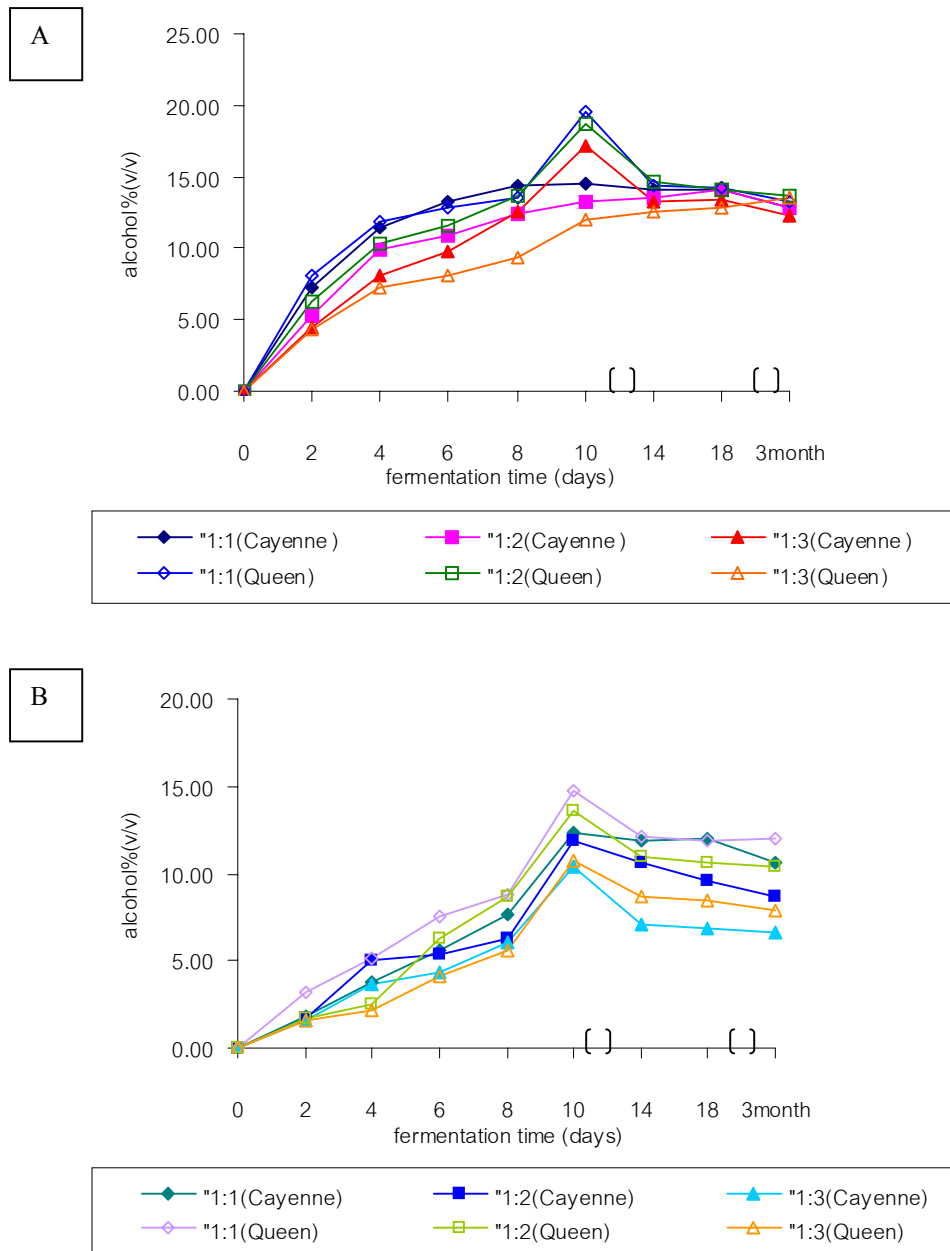 A
25.00
20.00
15.00
10.00
5.00
0.00
alcohol%(v/v)
0 2 4 6 8 10 14 18 3month
fermentation time (days)
"1:1(Cayenne ) "1:2(Cayenne ) "1:3(Cayenne )
"1:1(Queen) "1:2(Queen) "1:3(Queen)
B
20.00
15.00
10.00
5.00
0.00
alcohol%(v/v)
0 2 4 6 8 10 14 18 3month
fermentation time (days)
"1:1(Cayenne) "1:2(Cayenne) "1:3(Cayenne)
"1:1(Queen) "1:2(Queen) "1:3(Queen)